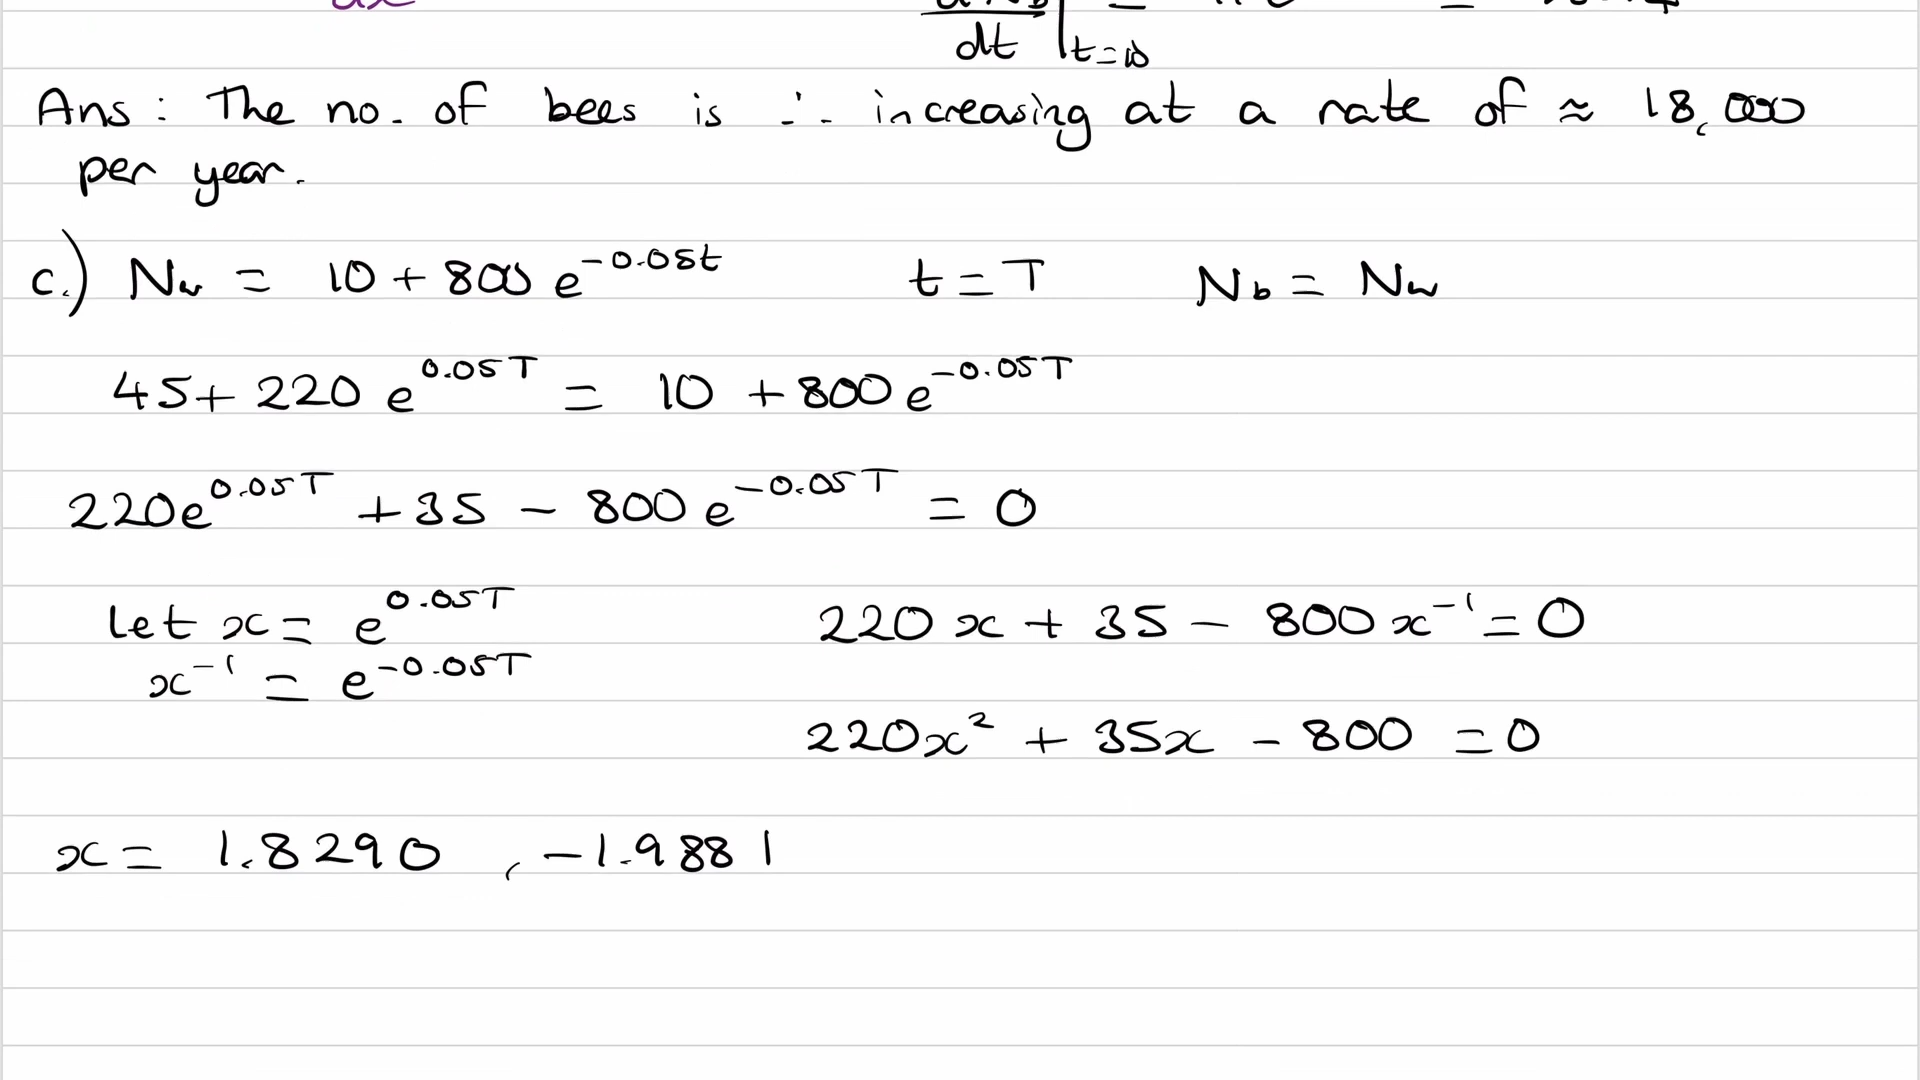 dt |t=10
Ans : The no. of bees is ∴ increasing at a rate of ≈ 18,000
per year.
c.) Nw = 10 + 800 e^-0.05t t = T Nb = Nw
45 + 220 e^0.05T = 10 + 800 e^-0.05T
220e^0.05T + 35 - 800 e^-0.05T = 0
Let x = e^0.05T 220 x + 35 - 800 x^-1 = 0
x^-1 = e^-0.05T
220x² + 35x - 800 = 0
x = 1.8290 , -1.9881